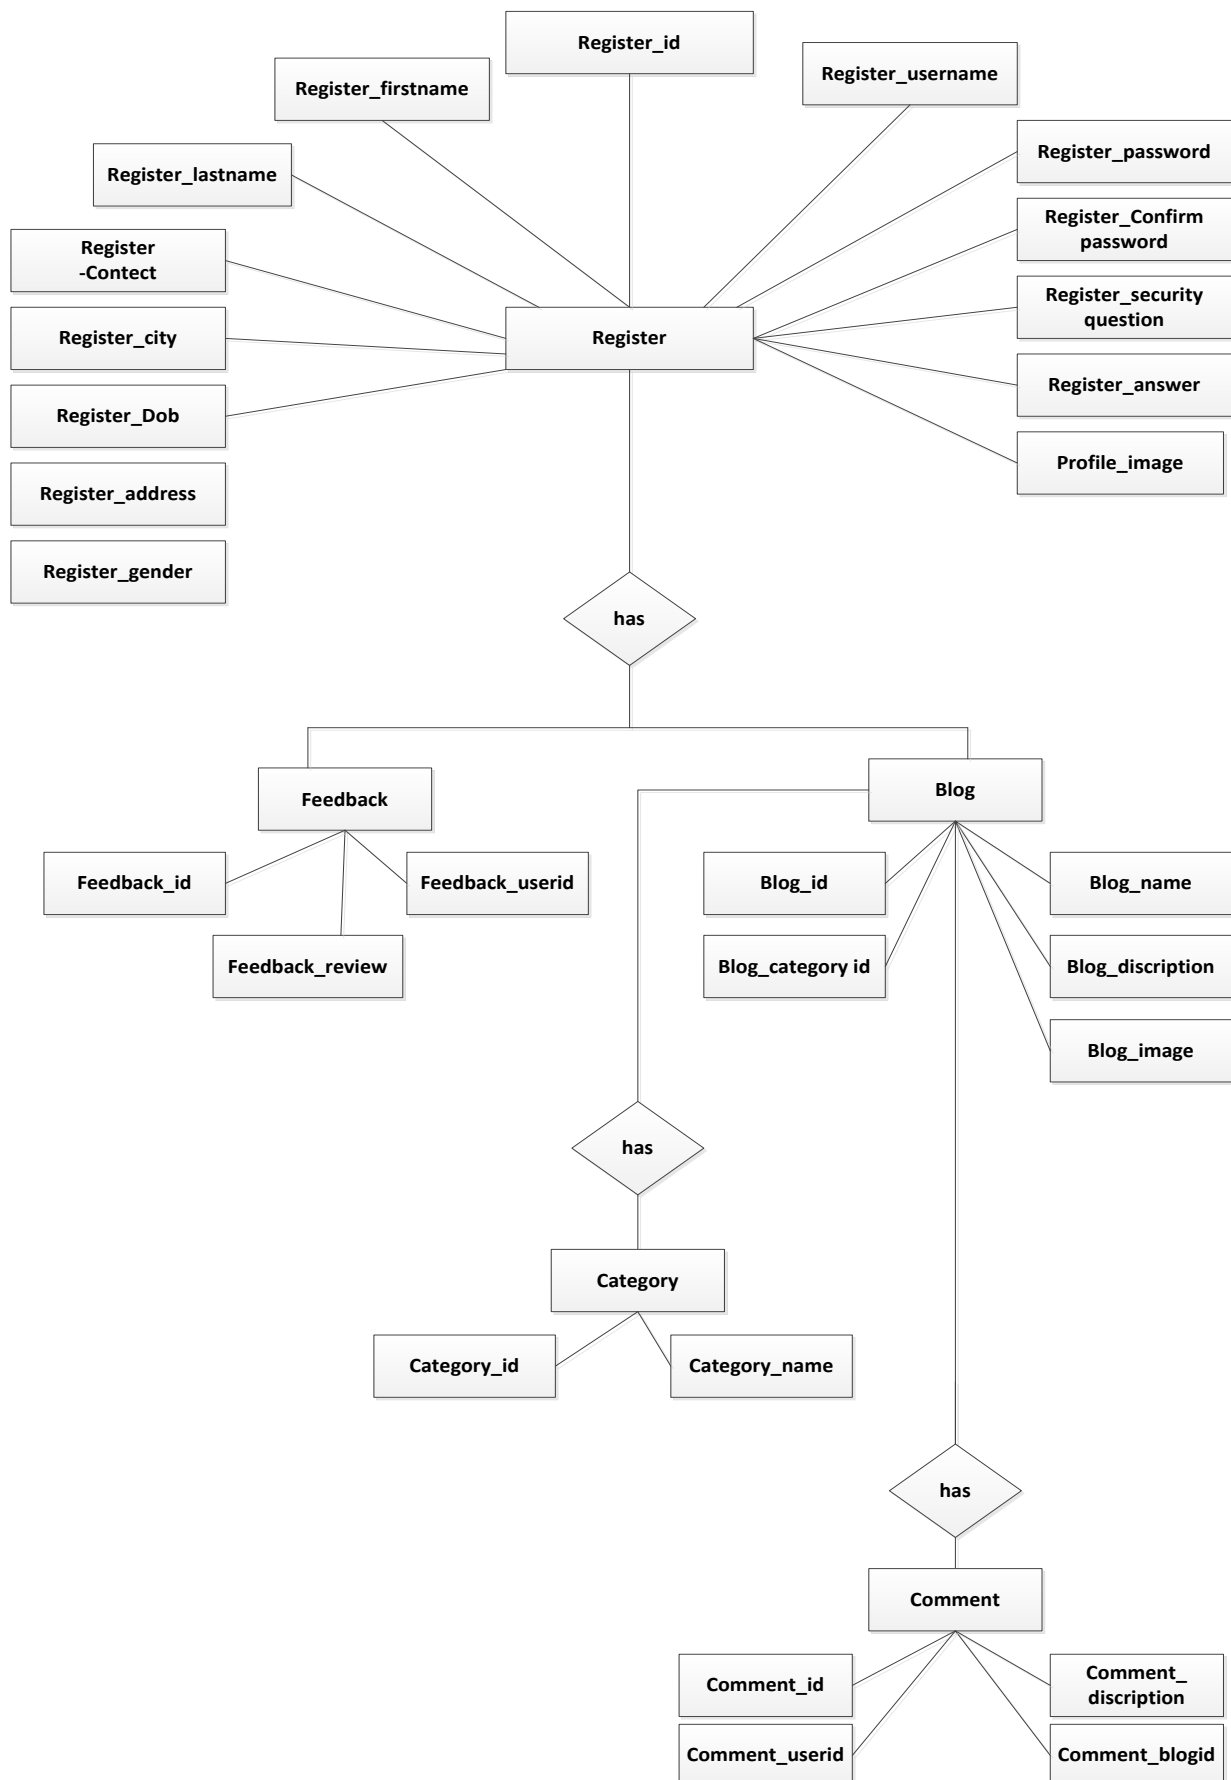 Register_id
Register_firstname
Register_username
Register_lastname
Register_password
Register
-Contect
Register_Confirm
password
Register_city
Register
Register_security
question
Register_Dob
Register_answer
Register_address
Profile_image
Register_gender
has
Feedback
Blog
Feedback_id
Feedback_userid
Blog_id
Blog_name
Feedback_review
Blog_category id
Blog_discription
Blog_image
has
Category
Category_id
Category_name
has
Comment
Comment_id
Comment_
discription
Comment_userid
Comment_blogid